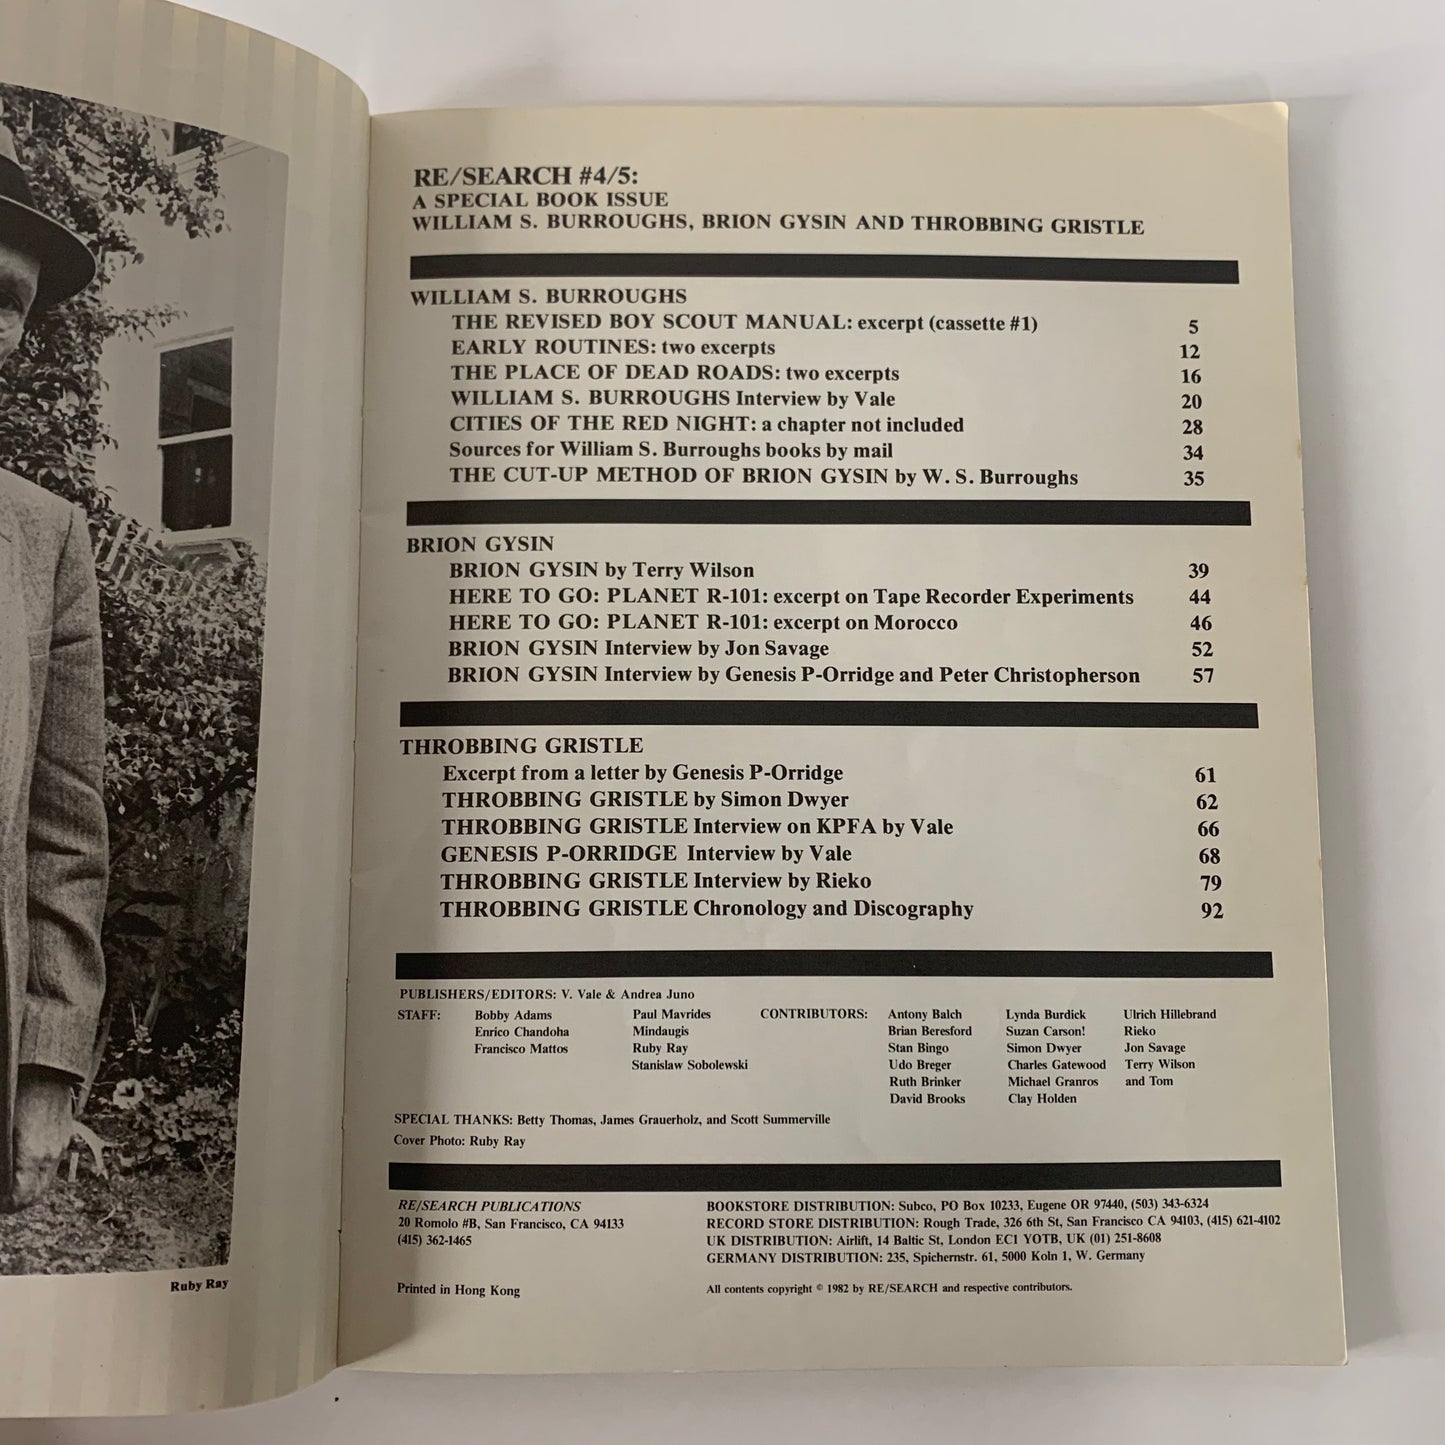 RE/SEARCH #4/5:
A SPECIAL BOOK ISSUE
WILLIAM S. BURROUGHS, BRION GYSIN AND THROBBING GRISTLE
WILLIAM S. BURROUGHS
THE REVISED BOY SCOUT MANUAL: excerpt (cassette #1) 5
EARLY ROUTINES: two excerpts 12
THE PLACE OF DEAD ROADS: two excerpts 16
WILLIAM S. BURROUGHS Interview by Vale 20
CITIES OF THE RED NIGHT: a chapter not included 28
Sources for William S. Burroughs books by mail 34
THE CUT-UP METHOD OF BRION GYSIN by W. S. Burroughs 35
BRION GYSIN
BRION GYSIN by Terry Wilson 39
HERE TO GO: PLANET R-101: excerpt on Tape Recorder Experiments 44
HERE TO GO: PLANET R-101: excerpt on Morocco 46
BRION GYSIN Interview by Jon Savage 52
BRION GYSIN Interview by Genesis P-Orridge and Peter Christopherson 57
THROBBING GRISTLE
Excerpt from a letter by Genesis P-Orridge 61
THROBBING GRISTLE by Simon Dwyer 62
THROBBING GRISTLE Interview on KPFA by Vale 66
GENESIS P-ORRIDGE Interview by Vale 68
THROBBING GRISTLE Interview by Rieko 79
THROBBING GRISTLE Chronology and Discography 92
PUBLISHERS/EDITORS: V. Vale & Andrea Juno
STAFF: Bobby Adams Paul Mavrides CONTRIBUTORS: Antony Balch Lynda Burdick Ulrich Hillebrand
Enrico Chandoha Mindaugis Brian Beresford Suzan Carson! Rieko
Francisco Mattos Ruby Ray Stan Bingo Simon Dwyer Jon Savage
Stanislaw Sobolewski Udo Breger Charles Gatewood Terry Wilson
Ruth Brinker Michael Granros and Tom
David Brooks Clay Holden
SPECIAL THANKS: Betty Thomas, James Grauerholz, and Scott Summerville
Cover Photo: Ruby Ray
RE/SEARCH PUBLICATIONS
20 Romolo #B, San Francisco, CA 94133
(415) 362-1465
Printed in Hong Kong
BOOKSTORE DISTRIBUTION: Subco, PO Box 10233, Eugene OR 97440, (503) 343-6324
RECORD STORE DISTRIBUTION: Rough Trade, 326 6th St, San Francisco CA 94103, (415) 621-4102
UK DISTRIBUTION: Airlift, 14 Baltic St, London EC1 YOTB, UK (01) 251-8608
GERMANY DISTRIBUTION: 235, Spichernstr. 61, 5000 Koln 1, W. Germany
All contents copyright © 1982 by RE/SEARCH and respective contributors.
Ruby Ray